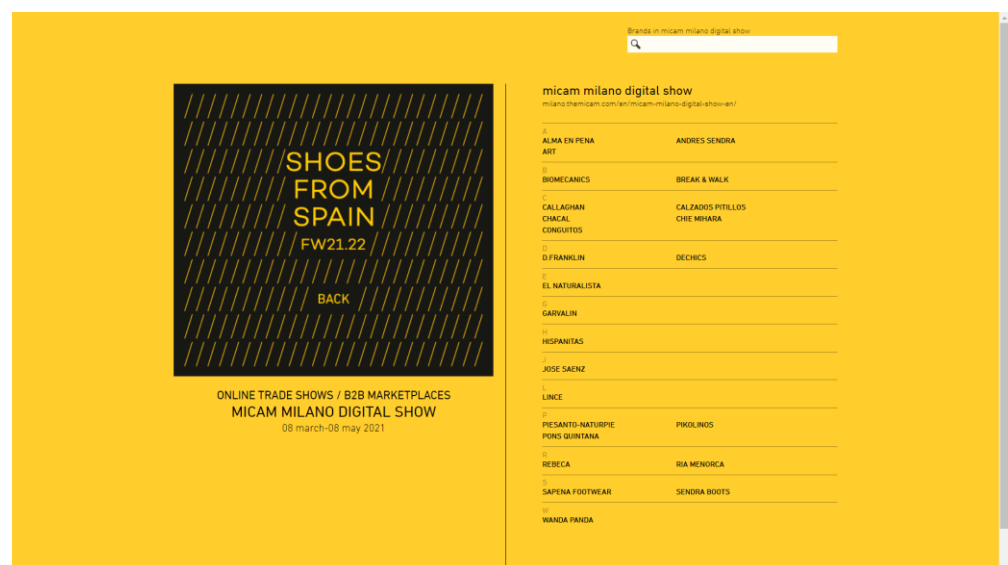 Brands in micam milano digital show
SHOES
FROM
SPAIN
FW21.22
BACK
ONLINE TRADE SHOWS / B2B MARKETPLACES
MICAM MILANO DIGITAL SHOW
08 march-08 may 2021
micam milano digital show
milano.themicam.com/en/micam-milano-digital-show-en/
A
ALMA EN PENA ANDRES SENDRA
ART
B
BIOMECANICS BREAK & WALK
C
CALLAGHAN CALZADOS PITILLOS
CHACAL CHIE MIHARA
CONGUITOS
D
D.FRANKLIN DECHICS
E
EL NATURALISTA
G
GARVALIN
H
HISPANITAS
J
JOSE SAENZ
L
LINCE
P
PIESANTO-NATURPIE PIKOLINOS
PONS QUINTANA
R
REBECA RIA MENORCA
S
SAPENA FOOTWEAR SENDRA BOOTS
W
WANDA PANDA